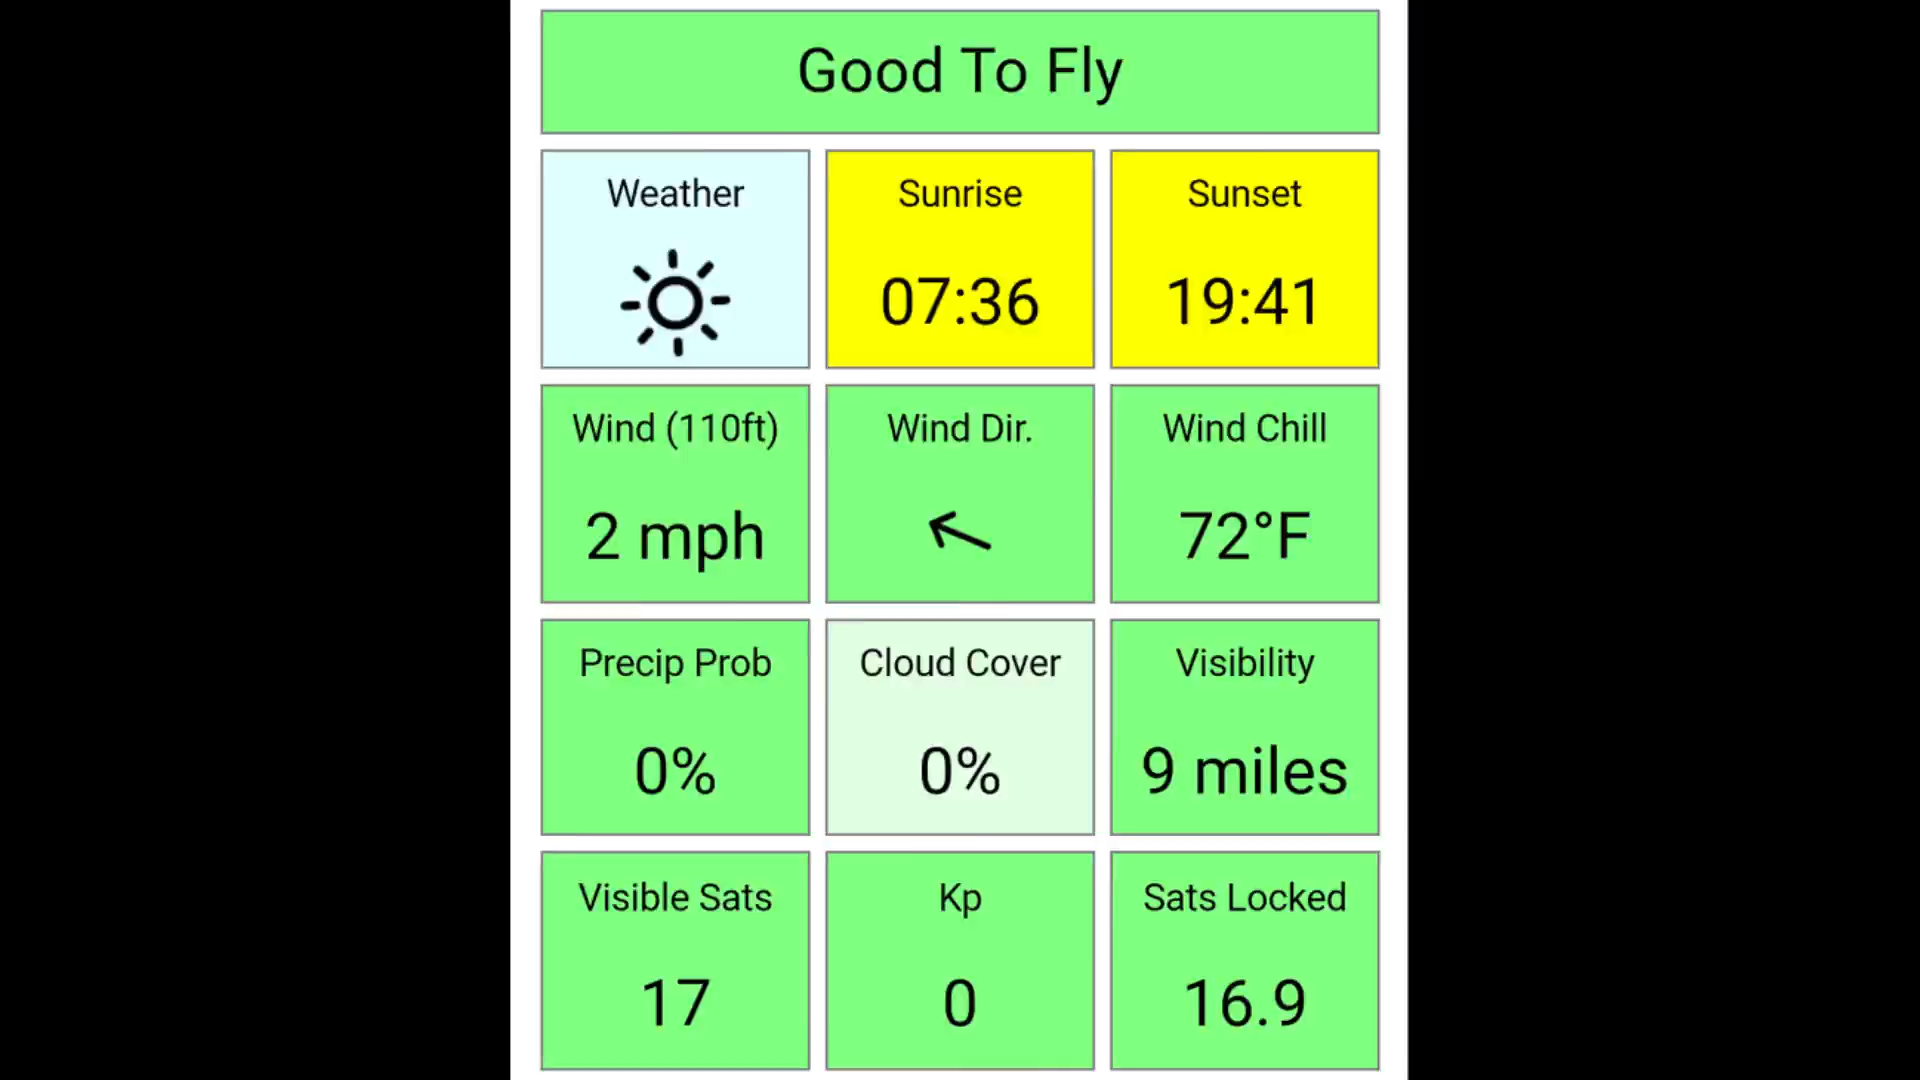 Good To Fly
Weather
Sunrise
Sunset
07:36
19:41
Wind (110ft)
Wind Dir.
Wind Chill
2 mph
72°F
Precip Prob
Cloud Cover
Visibility
0%
0%
9 miles
Visible Sats
Kp
Sats Locked
17
0
16.9